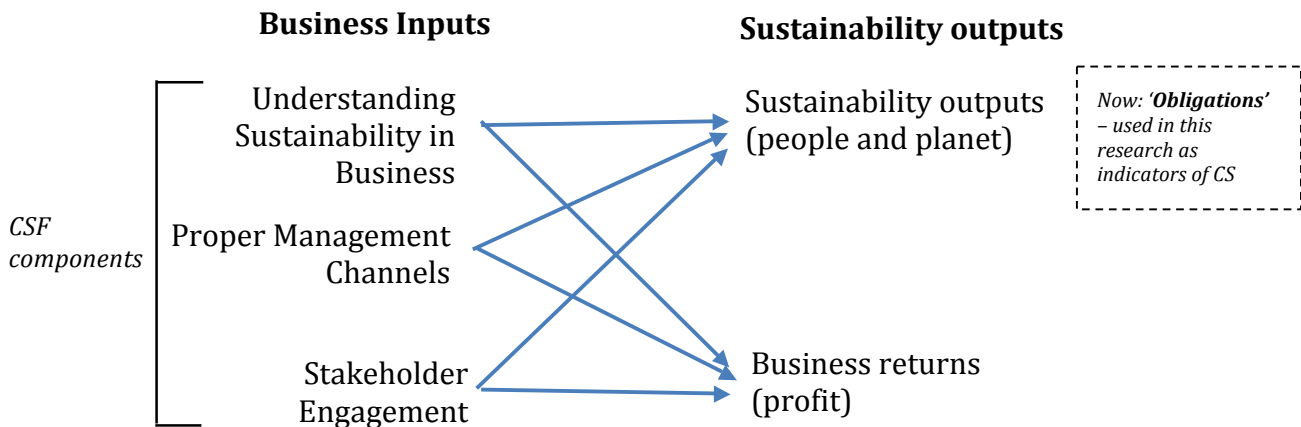 Business Inputs
Sustainability outputs
CSF
components
Understanding
Sustainability in
Business
Proper Management
Channels
Stakeholder
Engagement
Sustainability outputs
(people and planet)
Business returns
(profit)
Now: ‘Obligations’
– used in this
research as
indicators of CS